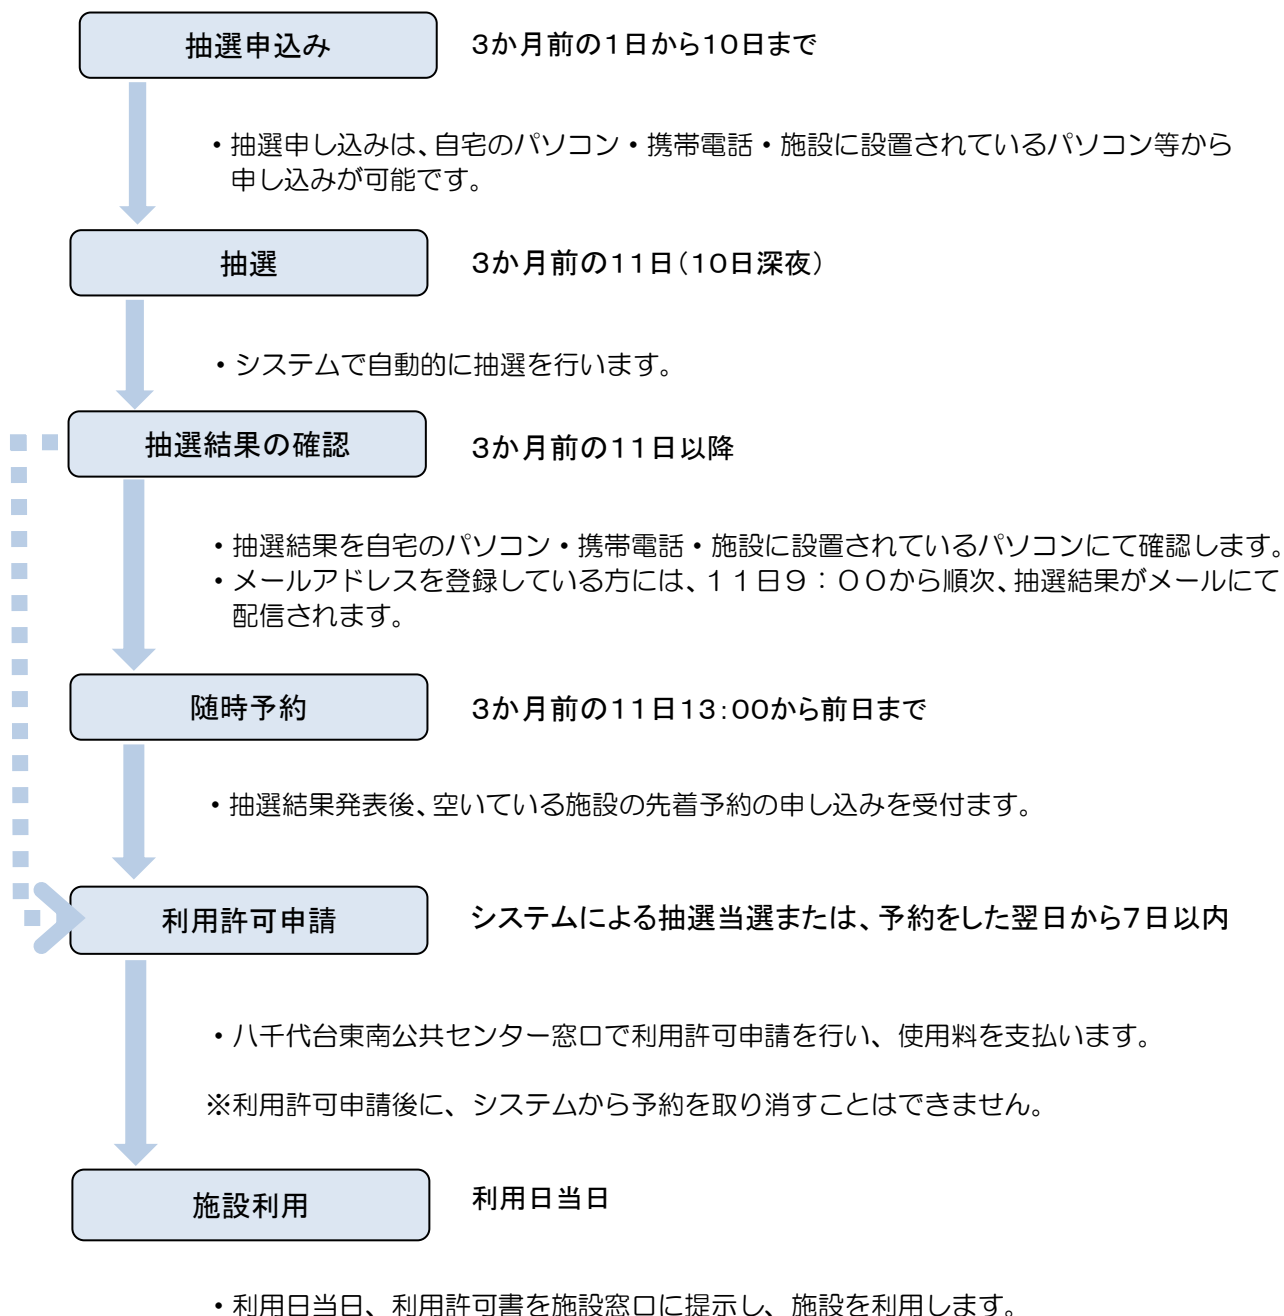 抽選申込み
3か月前の1日から10日まで
・抽選申し込みは、自宅のパソコン・携帯電話・施設に設置されているパソコン等から
申し込みが可能です。
抽選
3か月前の11日(10日深夜)
・システムで自動的に抽選を行います。
抽選結果の確認
3か月前の11日以降
・抽選結果を自宅のパソコン・携帯電話・施設に設置されているパソコンにて確認します。
・メールアドレスを登録している方には、11日9:00から順次、抽選結果がメールにて
配信されます。
随時予約
3か月前の11日13:00から前日まで
・抽選結果発表後、空いている施設の先着予約の申し込みを受付ます。
利用許可申請
システムによる抽選当選または、予約をした翌日から7日以内
・八千代台東南公共センター窓口で利用許可申請を行い、使用料を支払います。
※利用許可申請後に、システムから予約を取り消すことはできません。
施設利用
利用日当日
・利用日当日、利用許可書を施設窓口に提示し、施設を利用します。